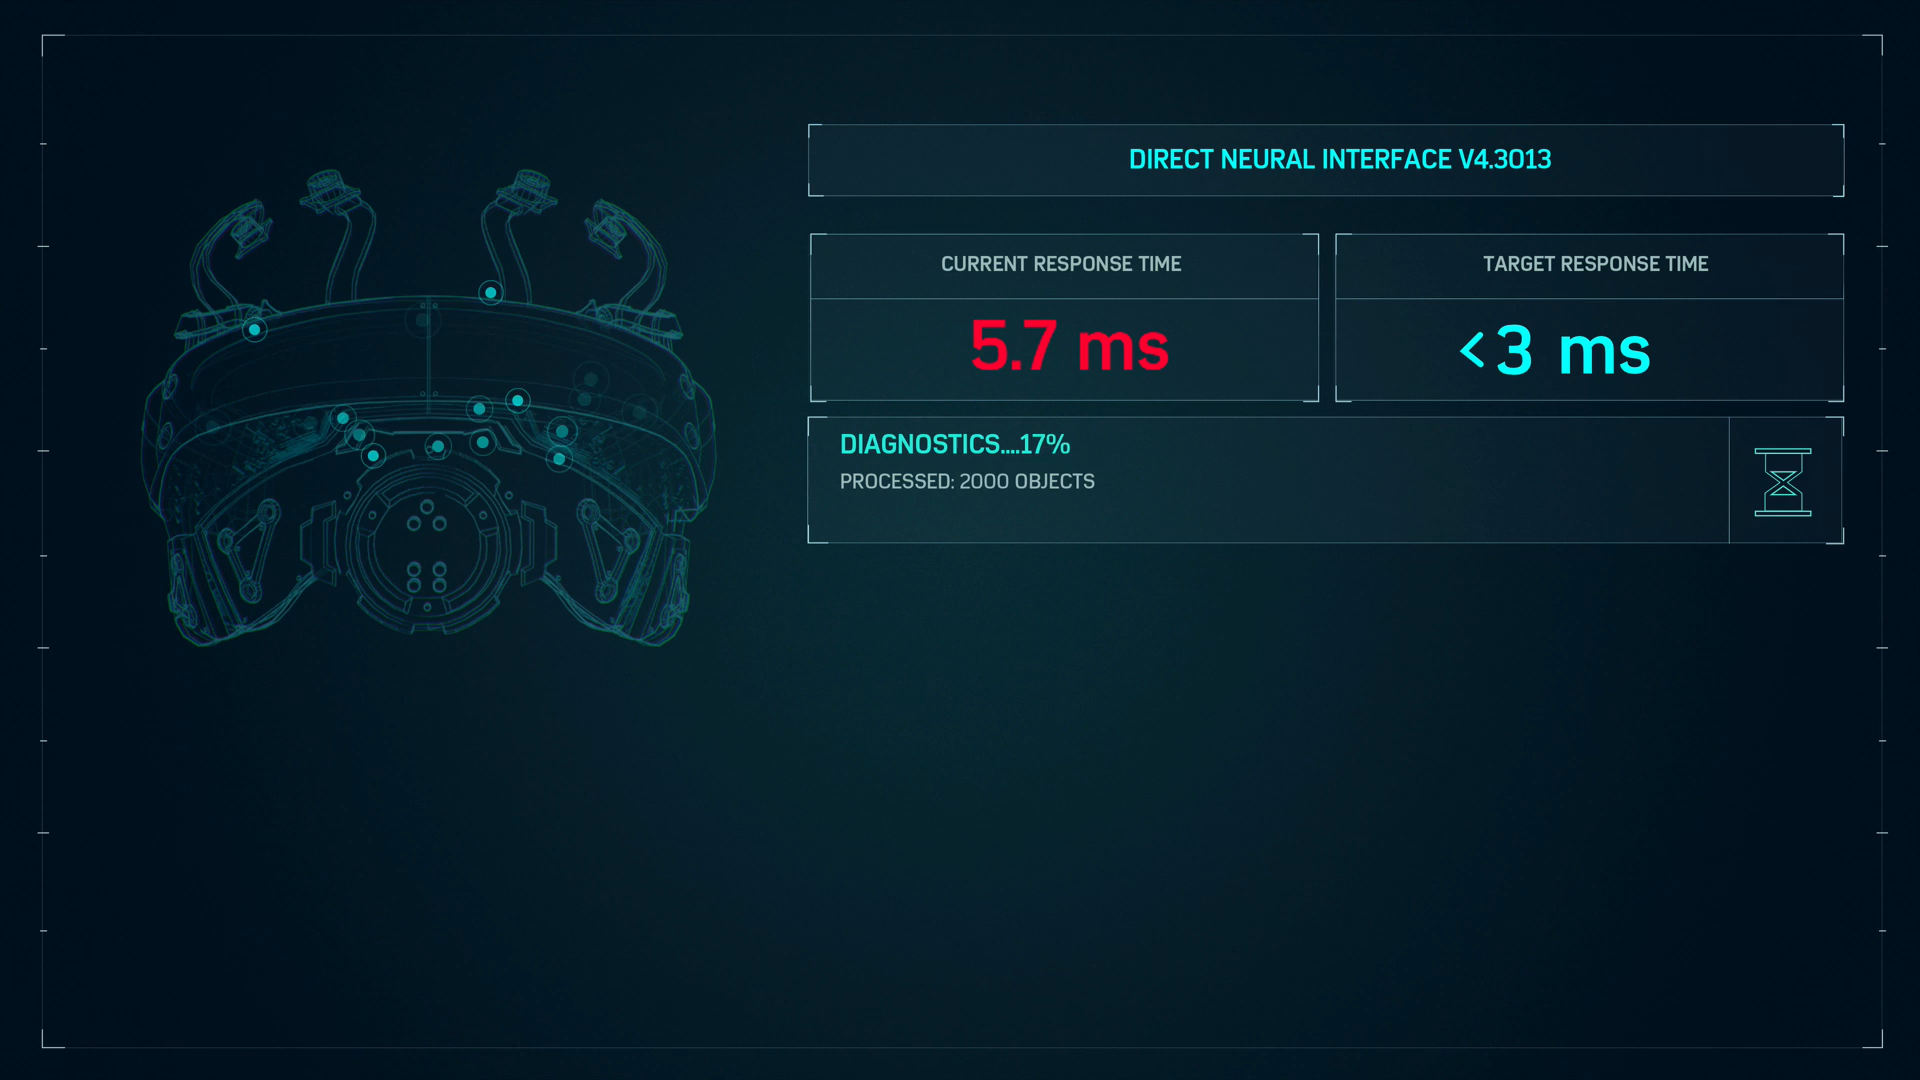 DIRECT NEURAL INTERFACE V4.3013
CURRENT RESPONSE TIME
5.7 ms
TARGET RESPONSE TIME
<3 ms
DIAGNOSTICS....17%
PROCESSED: 2000 OBJECTS